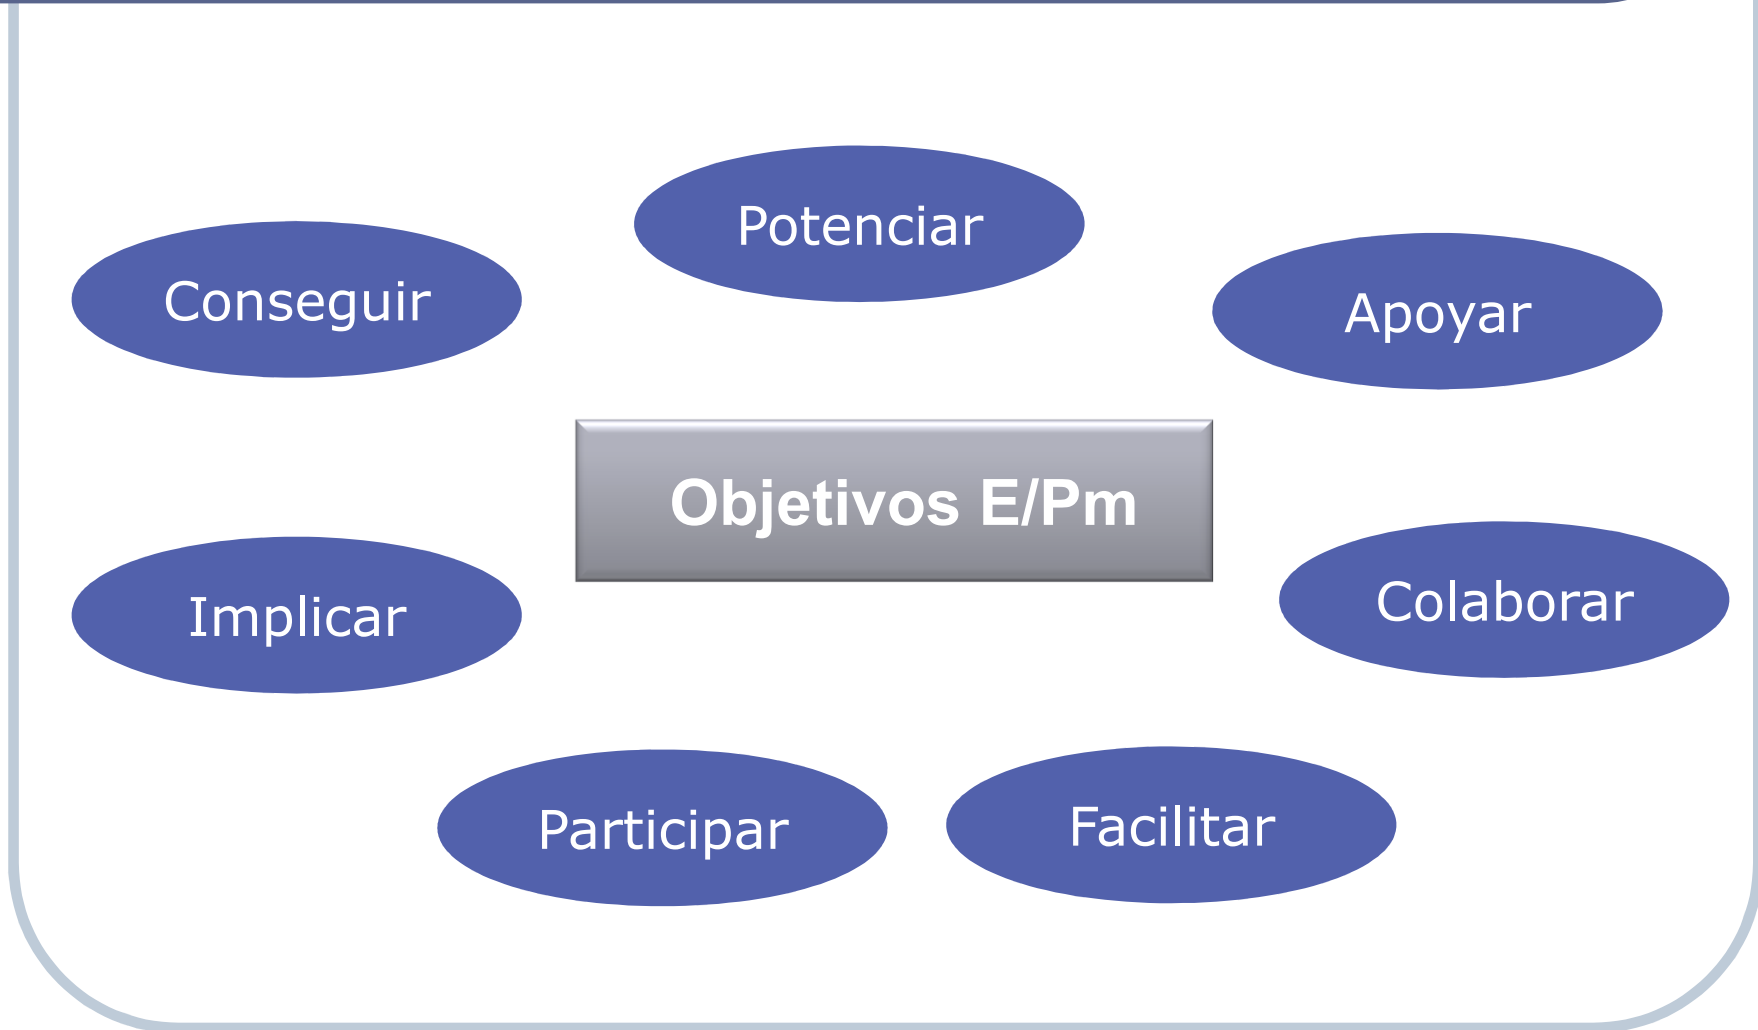 Potenciar
Conseguir
Apoyar
Objetivos E/Pm
Implicar
Colaborar
Participar
Facilitar